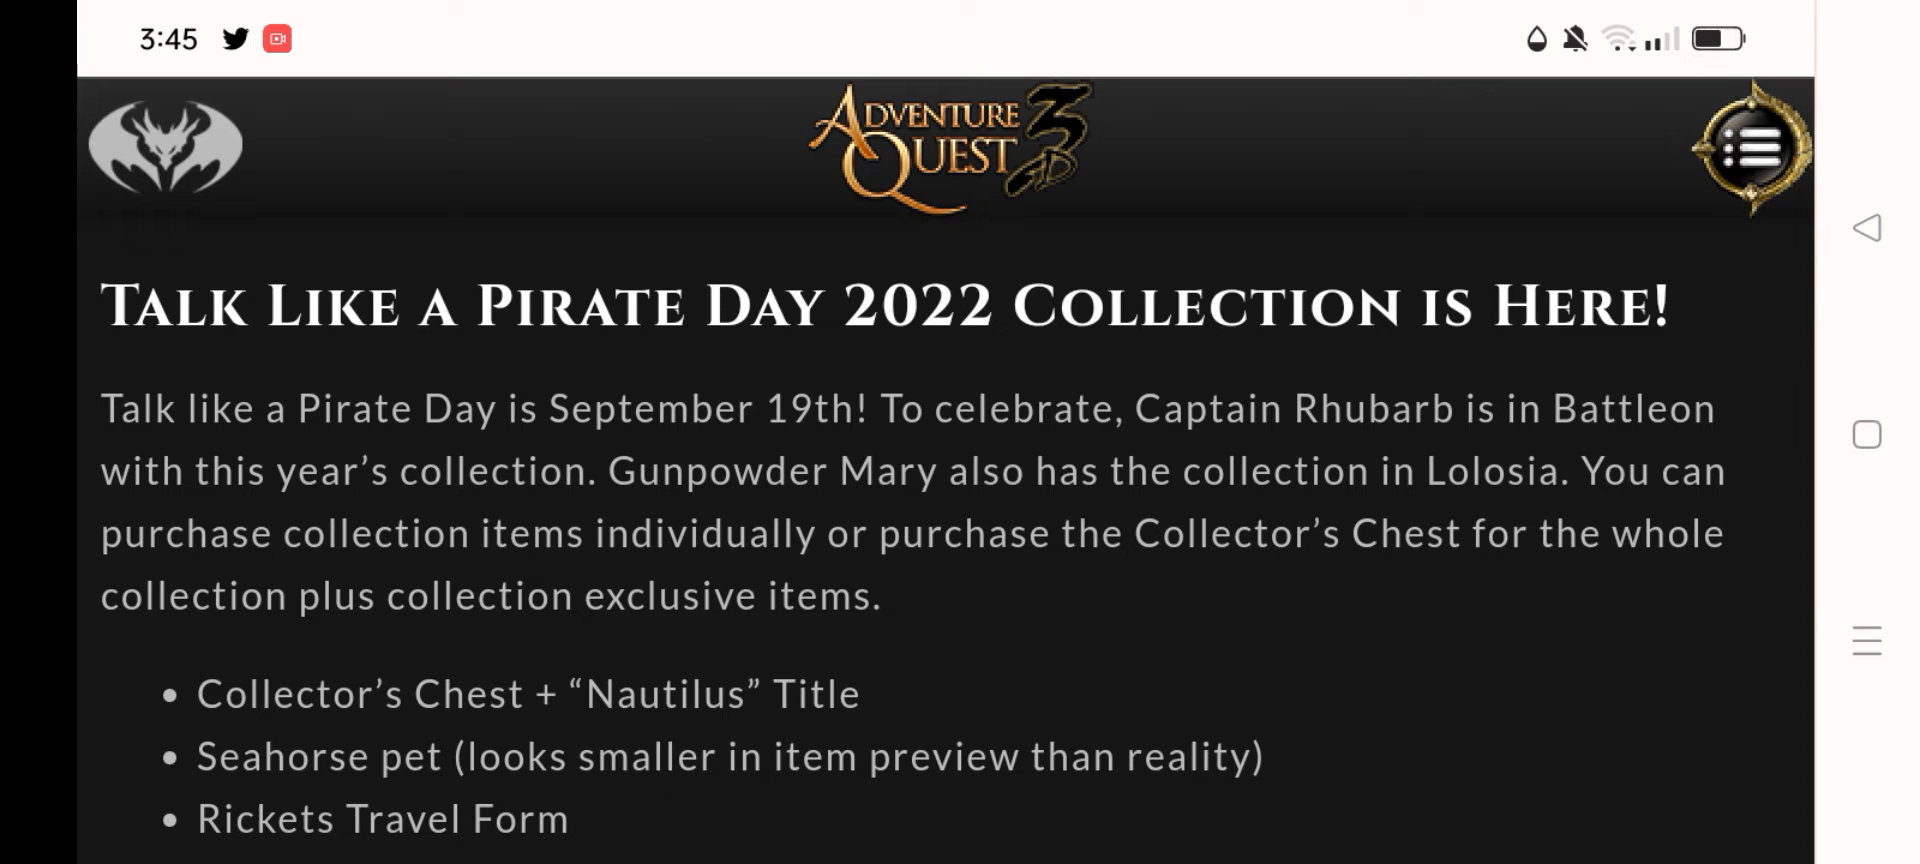 3:45
ADVENTURE
QUEST 3D
TALK LIKE A PIRATE DAY 2022 COLLECTION IS HERE!
Talk like a Pirate Day is September 19th! To celebrate, Captain Rhubarb is in Battleon
with this year’s collection. Gunpowder Mary also has the collection in Lolosia. You can
purchase collection items individually or purchase the Collector’s Chest for the whole
collection plus collection exclusive items.
• Collector’s Chest + “Nautilus” Title
• Seahorse pet (looks smaller in item preview than reality)
• Rickets Travel Form